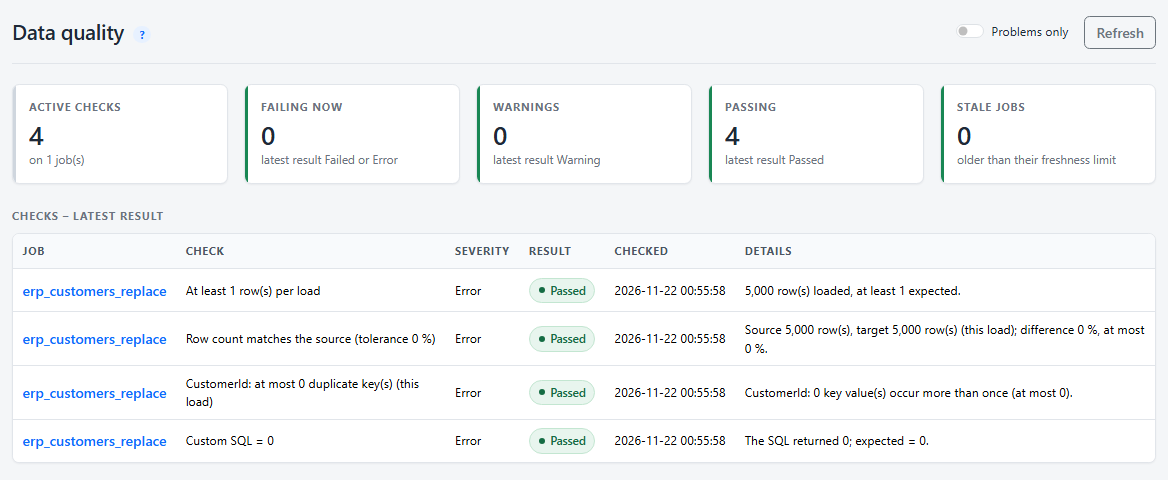 Data quality ?
Problems only
Refresh
ACTIVE CHECKS
4
on 1 job(s)
FAILING NOW
0
latest result Failed or Error
WARNINGS
0
latest result Warning
PASSING
4
latest result Passed
STALE JOBS
0
older than their freshness limit
CHECKS – LATEST RESULT
JOB CHECK SEVERITY RESULT CHECKED DETAILS
erp_customers_replace At least 1 row(s) per load Error Passed 2026-11-22 00:55:58 5,000 row(s) loaded, at least 1 expected.
erp_customers_replace Row count matches the source (tolerance 0 %) Error Passed 2026-11-22 00:55:58 Source 5,000 row(s), target 5,000 row(s) (this load); difference 0 %, at most
0 %.
erp_customers_replace CustomerId: at most 0 duplicate key(s) (this
load) Error Passed 2026-11-22 00:55:58 CustomerId: 0 key value(s) occur more than once (at most 0).
erp_customers_replace Custom SQL = 0 Error Passed 2026-11-22 00:55:58 The SQL returned 0; expected = 0.